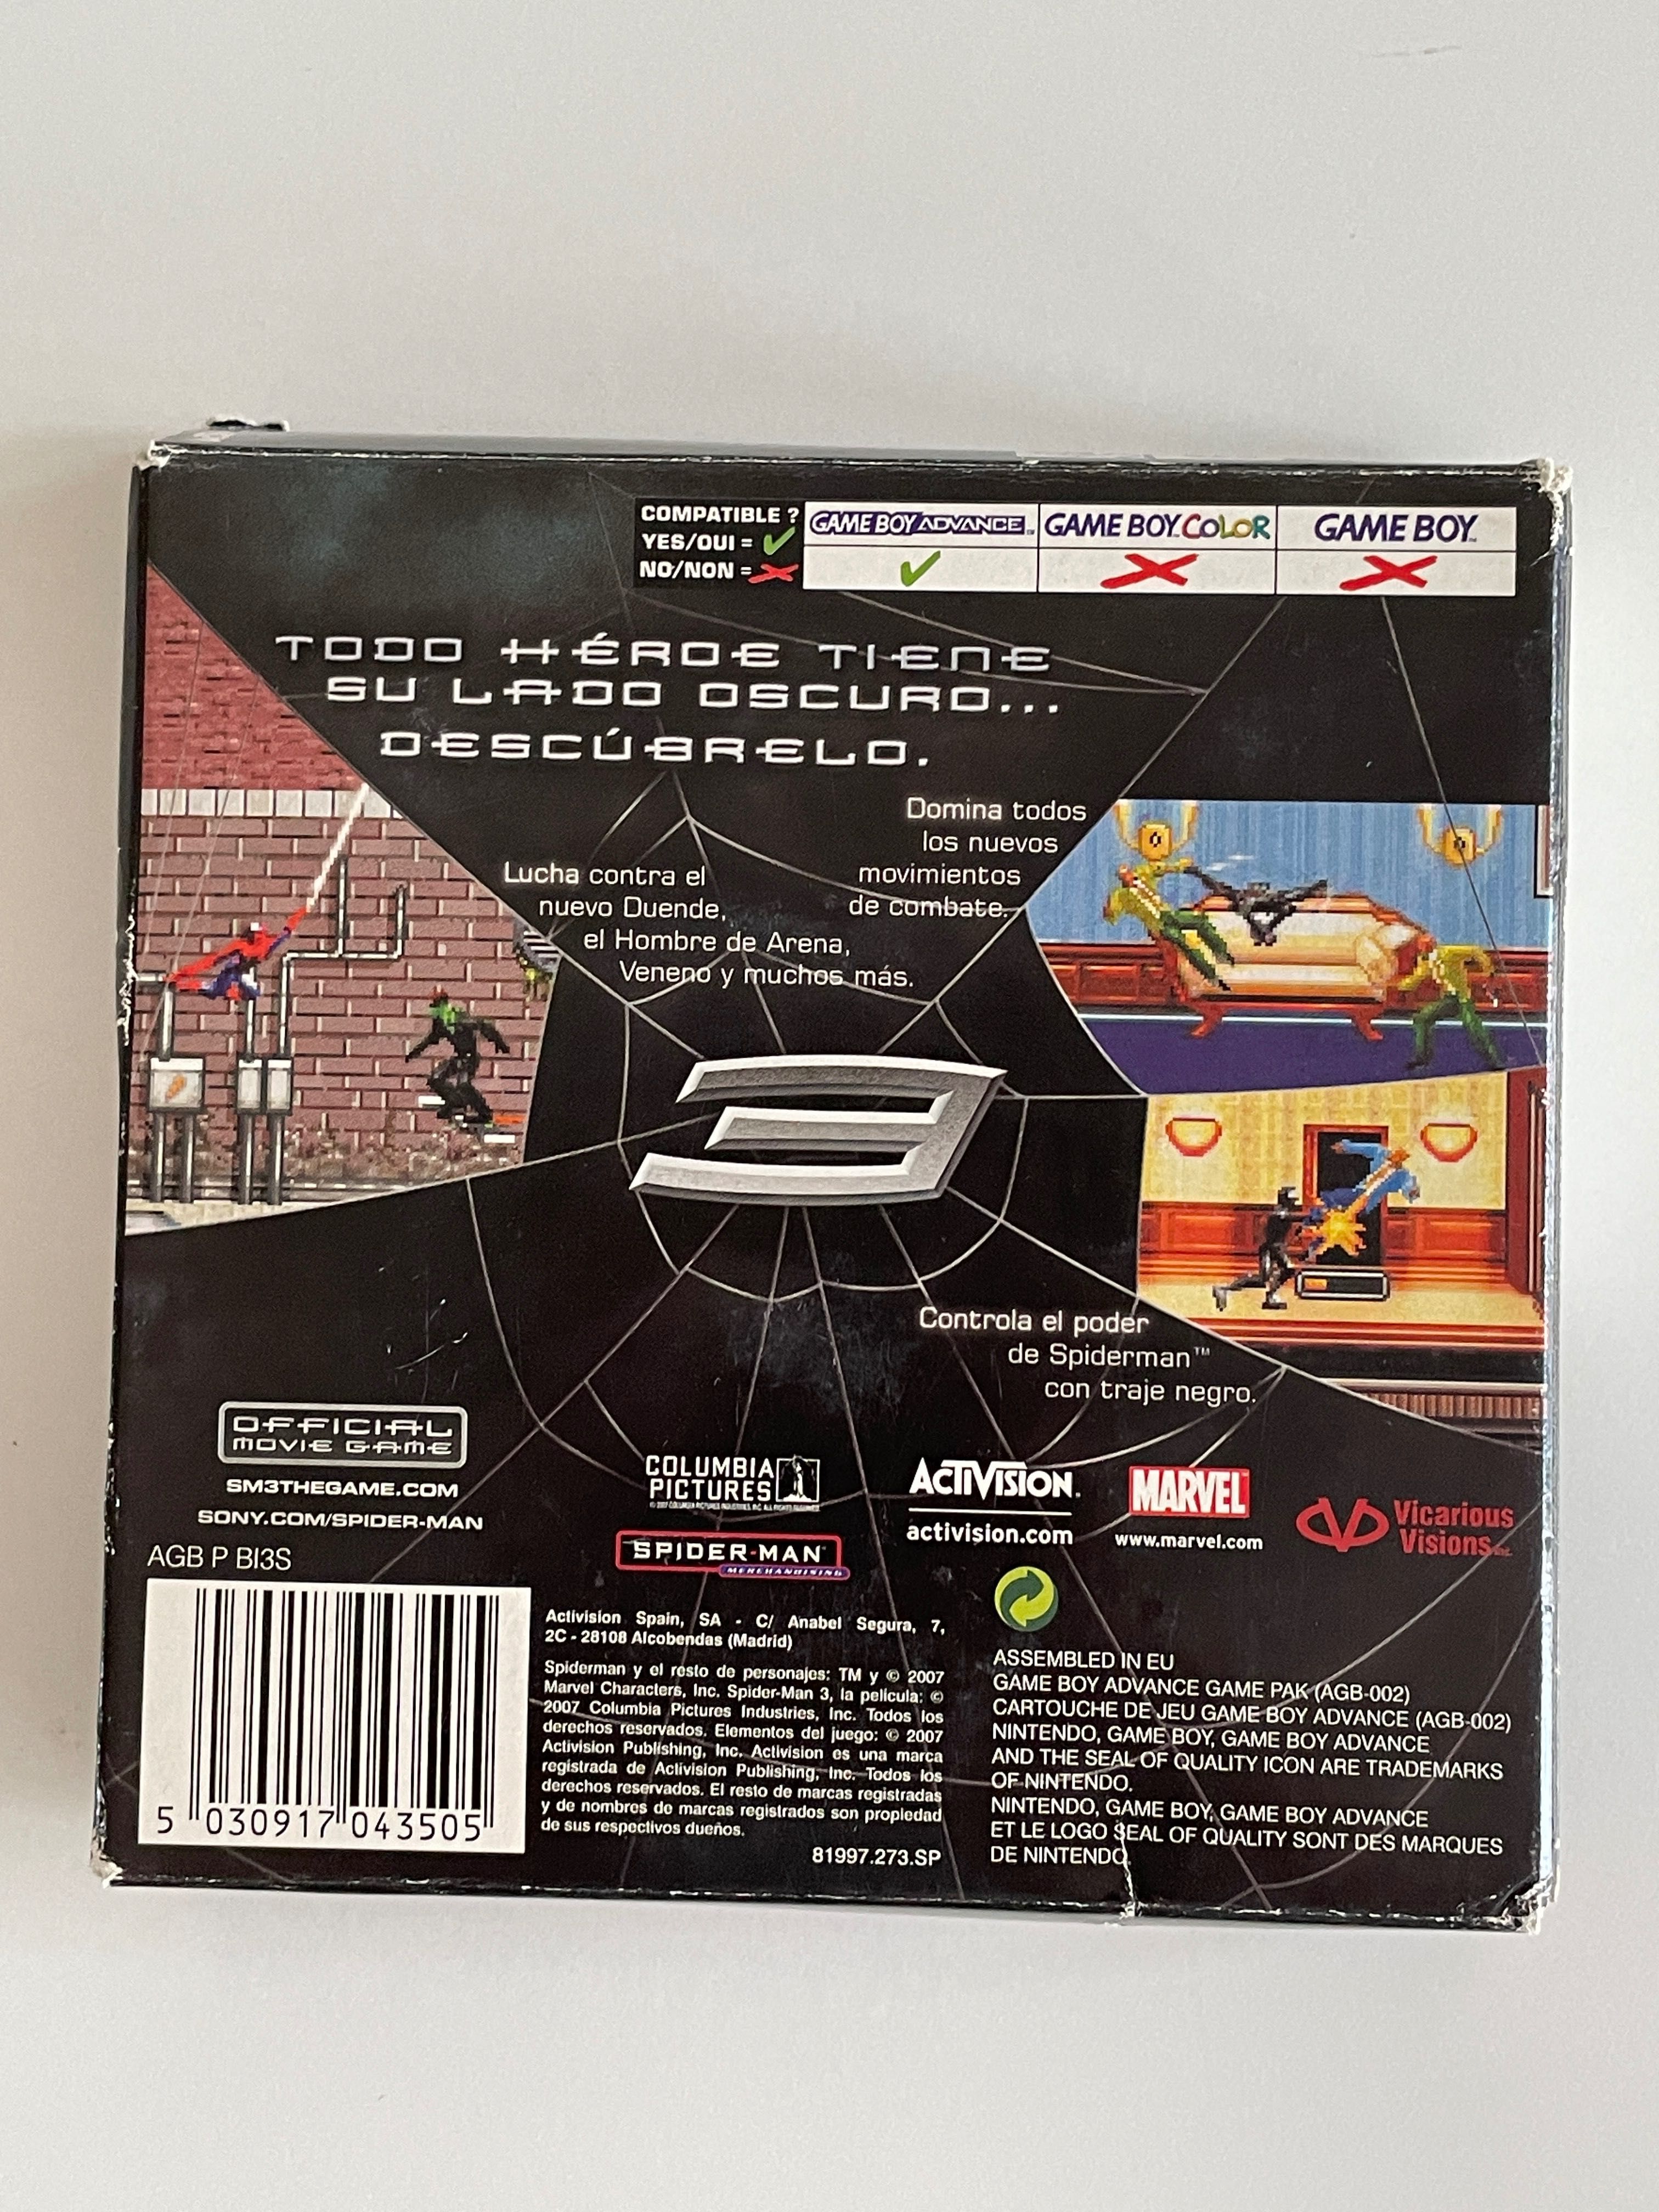 COMPATIBLE ?
YES/OUI =
NO/NON =
GAME BOY ADVANCE
GAME BOY COLOR
GAME BOY
TODO HÉROE TIENE
SU LADO OSCURO...
DESCÚBRELO.
Domina todos
los nuevos
movimientos
de combate.
Lucha contra el
nuevo Duende,
el Hombre de Arena,
Veneno y muchos más.
3
Controla el poder
de Spiderman™
con traje negro.
OFFICIAL
MOVIE GAME
SM3THEGAME.COM
SONY.COM/SPIDER-MAN
COLUMBIA
PICTURES
SPIDER-MAN
MERCHANDISING
ACTIVISION.
activision.com
MARVEL
www.marvel.com
Vicarious
Visions
AGB P BI3S
5 030917 043505
Activision Spain, SA - C/ Anabel Segura, 7,
2C - 28108 Alcobendas (Madrid)
Spiderman y el resto de personajes: TM y © 2007
Marvel Characters, Inc. Spider-Man 3, la película: ©
2007 Columbia Pictures Industries, Inc. Todos los
derechos reservados. Elementos del juego: © 2007
Activision Publishing, Inc. Activision es una marca
registrada de Activision Publishing, Inc. Todos los
derechos reservados. El resto de marcas registradas
y de nombres de marcas registrados son propiedad
de sus respectivos dueños.
81997.273.SP
ASSEMBLED IN EU
GAME BOY ADVANCE GAME PAK (AGB-002)
CARTOUCHE DE JEU GAME BOY ADVANCE (AGB-002)
NINTENDO, GAME BOY, GAME BOY ADVANCE
AND THE SEAL OF QUALITY ICON ARE TRADEMARKS
OF NINTENDO.
NINTENDO, GAME BOY, GAME BOY ADVANCE
ET LE LOGO SEAL OF QUALITY SONT DES MARQUES
DE NINTENDO.